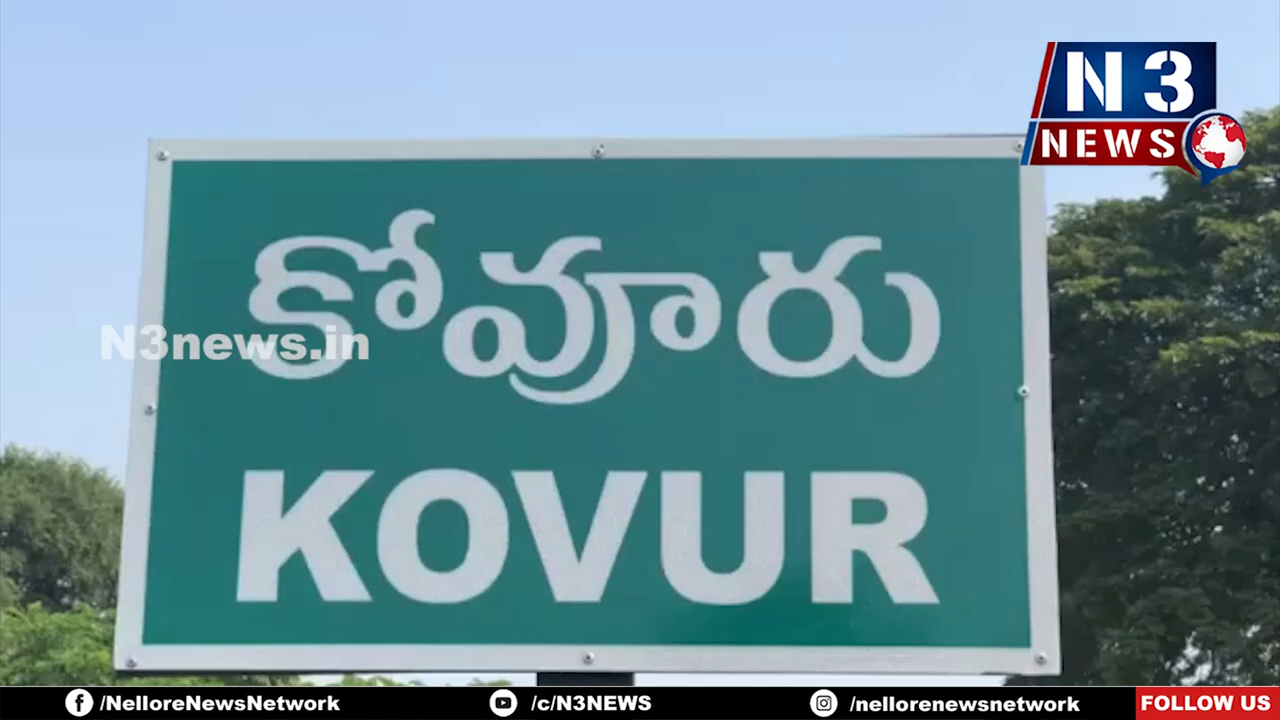 N3
NEWS
కోవూరు
N3news.in
KOVUR
/NelloreNewsNetwork
/c/N3NEWS
/nellorenewsnetwork
FOLLOW US